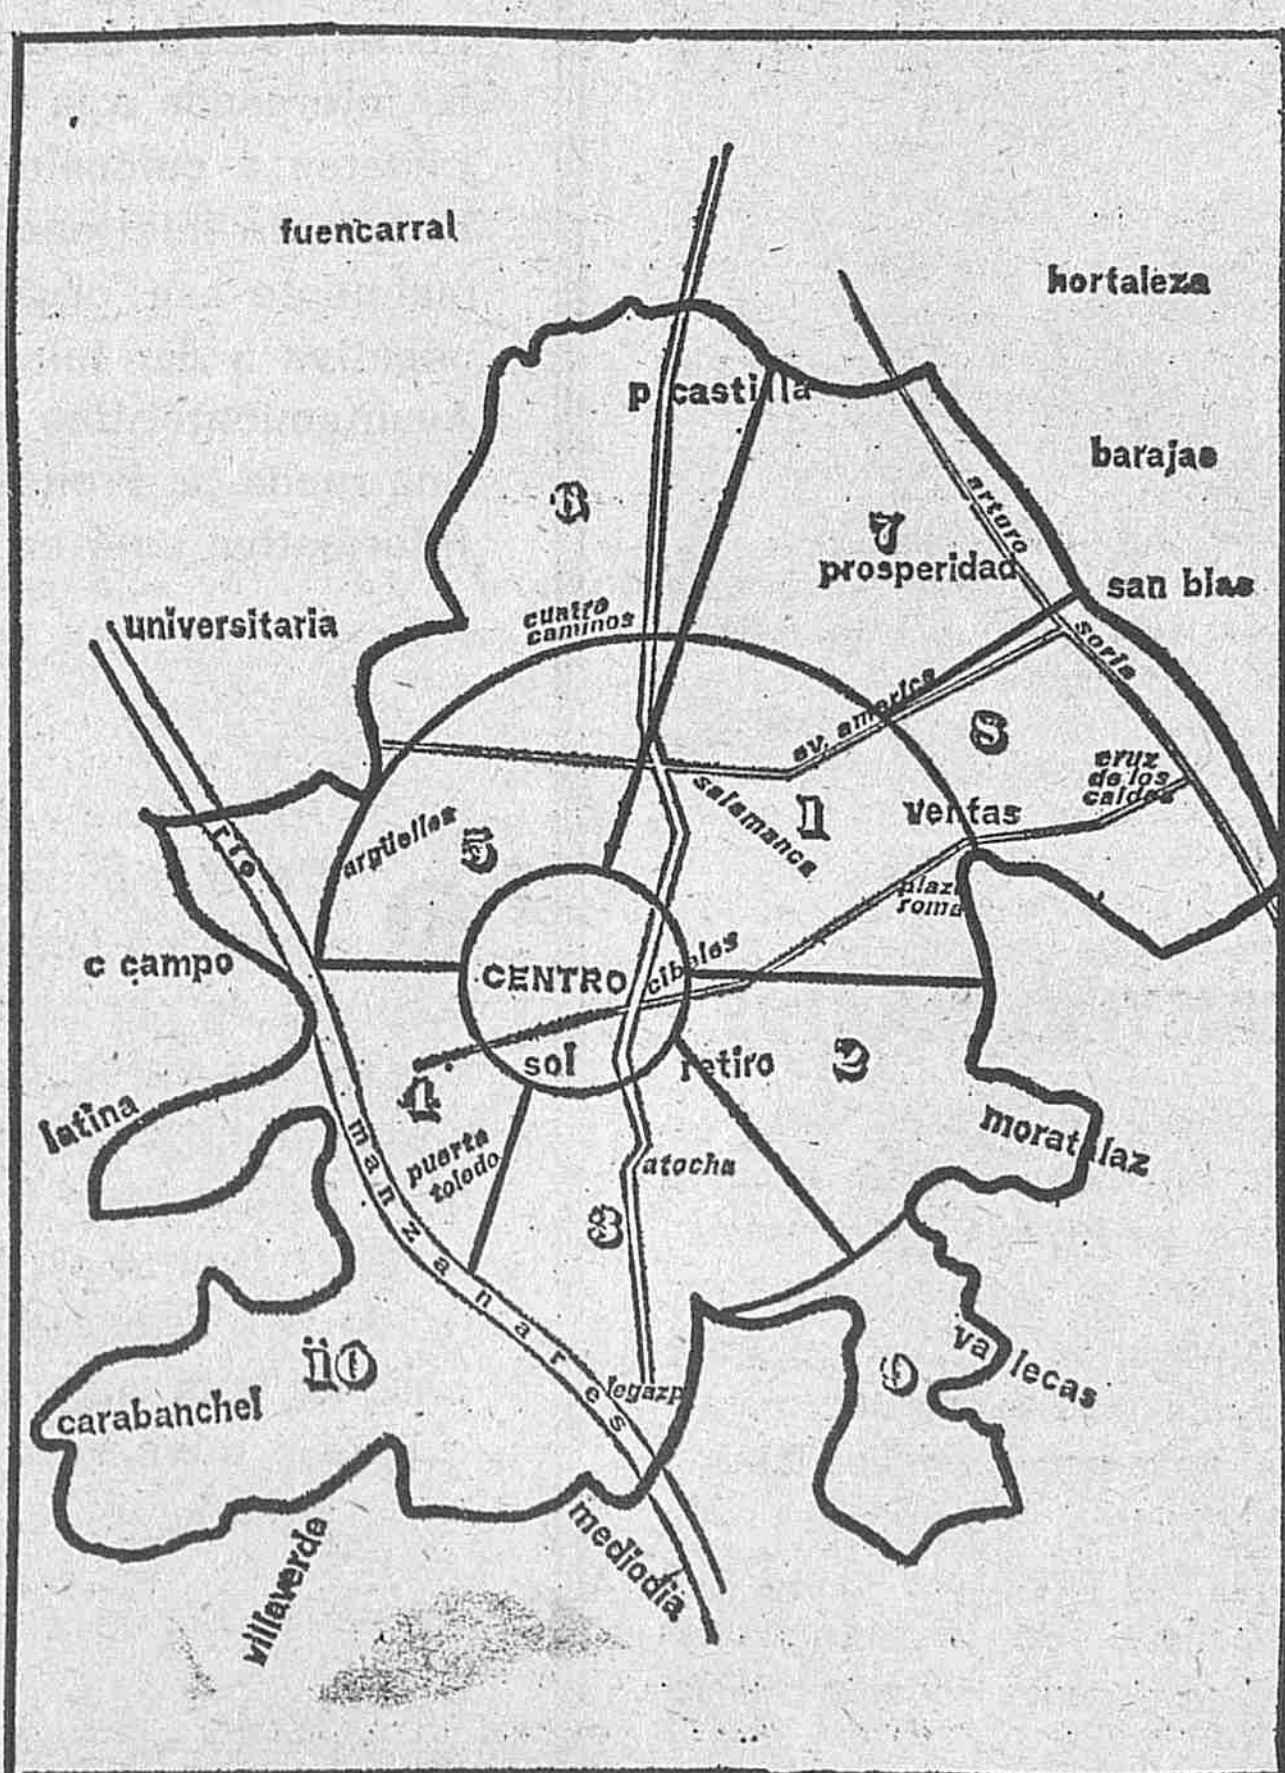 fuencarral
hortaleza
p castilla
barajas
6
arturo
7
prosperidad
san blas
cuatro
caminos
universitaria
soria
av. america
8
cruz
de los
caidos
salamanca
1
ventas
argüelles
5
río
plaza
roma
c campo
CENTRO
cibeles
sol
retiro
2
4
latina
moratalaz
puerta
toledo
atocha
manzanares
3
10
9
vallecas
carabanchel
legazpi
mediodia
villaverde